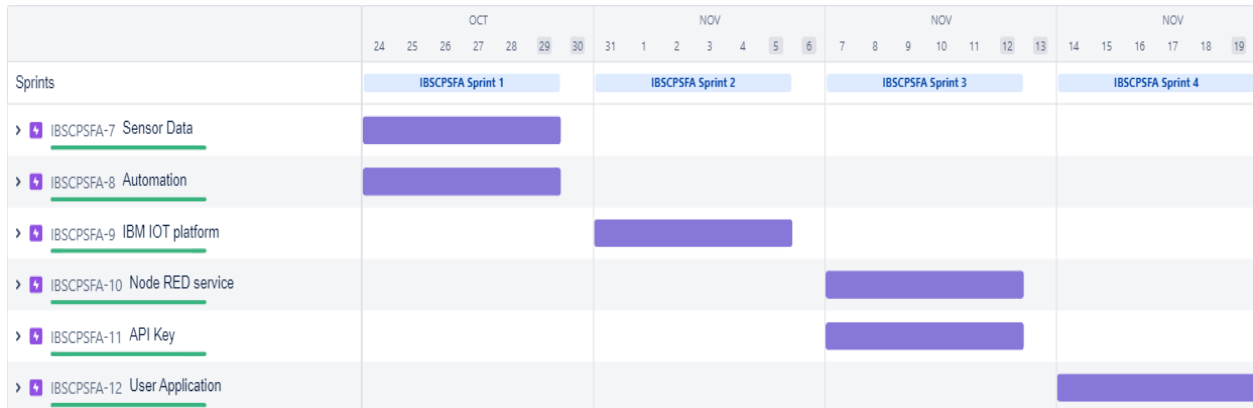 OCT NOV NOV NOV
24 25 26 27 28 29 30 31 1 2 3 4 5 6 7 8 9 10 11 12 13 14 15 16 17 18 19
Sprints IBSCPSFA Sprint 1 IBSCPSFA Sprint 2 IBSCPSFA Sprint 3 IBSCPSFA Sprint 4
IBSCPSFA-7 Sensor Data
IBSCPSFA-8 Automation
IBSCPSFA-9 IBM IOT platform
IBSCPSFA-10 Node RED service
IBSCPSFA-11 API Key
IBSCPSFA-12 User Application